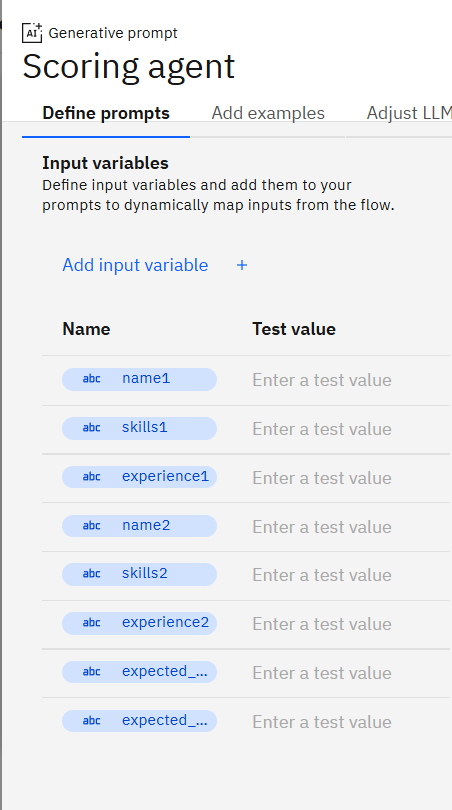 AI Generative prompt
Scoring agent
Define prompts Add examples Adjust LLM
Input variables
Define input variables and add them to your
prompts to dynamically map inputs from the flow.
Add input variable +
Name Test value
abc name1 Enter a test value
abc skills1 Enter a test value
abc experience1 Enter a test value
abc name2 Enter a test value
abc skills2 Enter a test value
abc experience2 Enter a test value
abc expected_... Enter a test value
abc expected_... Enter a test value